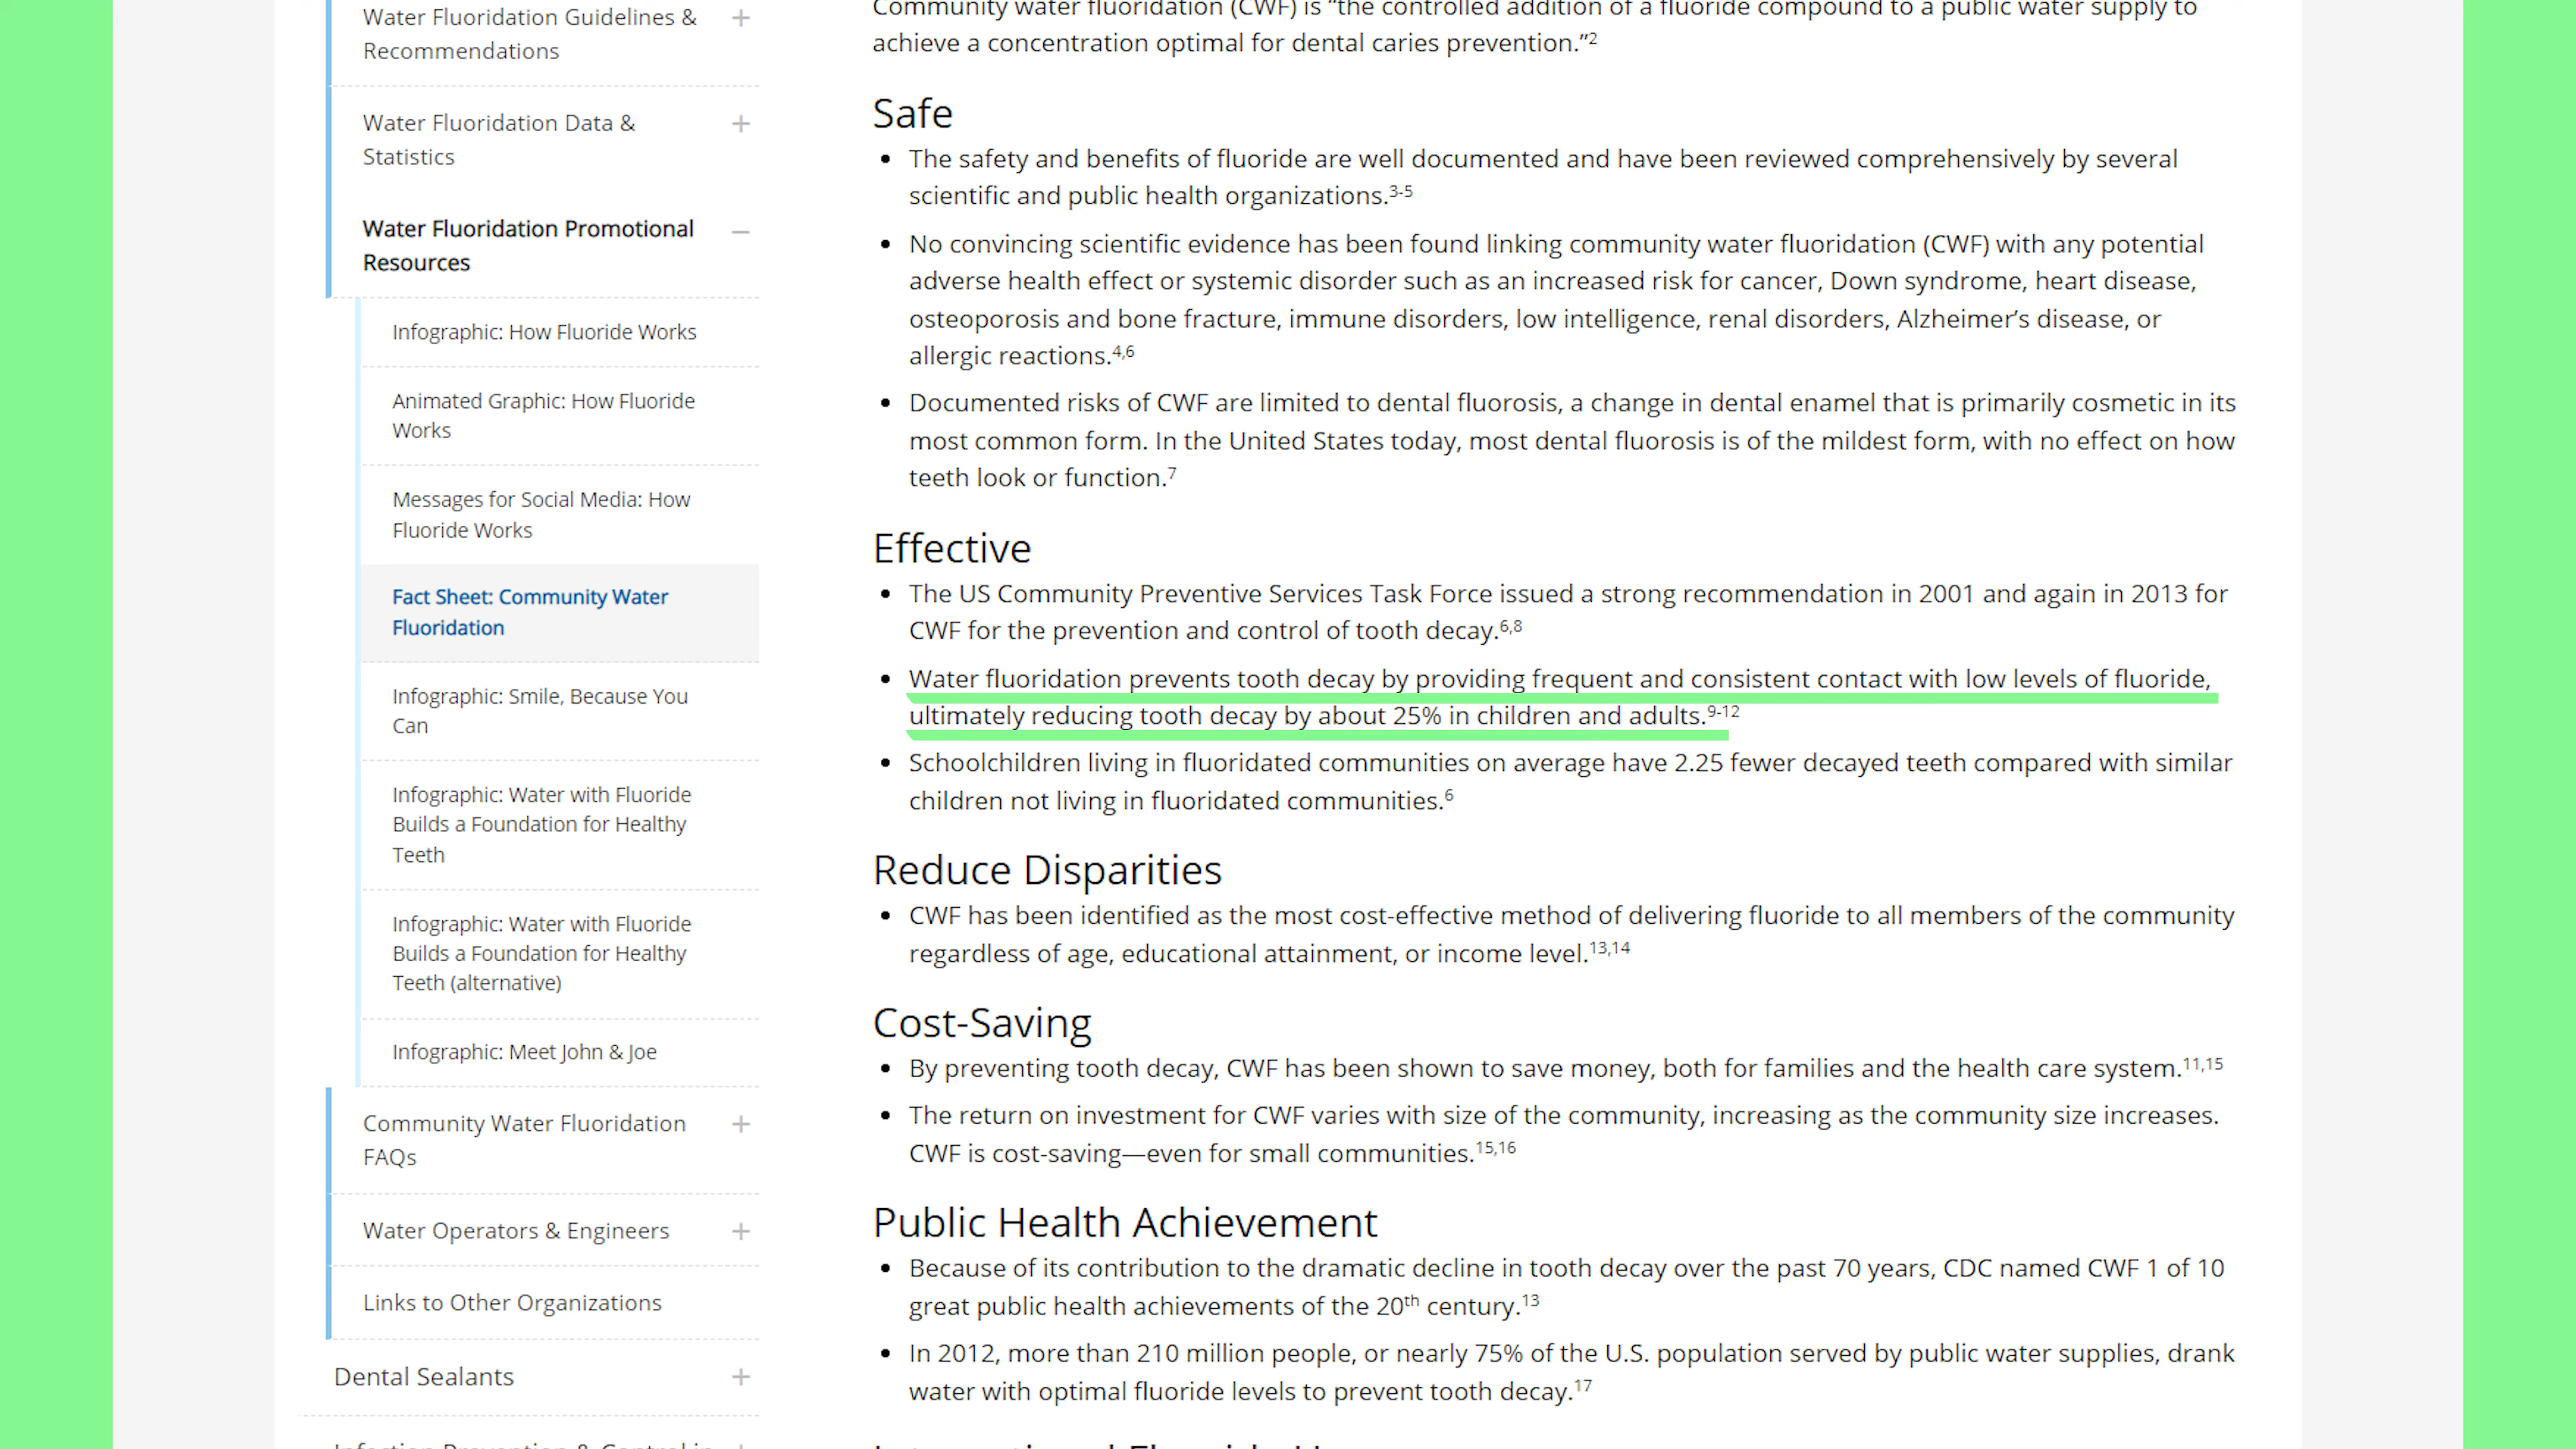 Water Fluoridation Guidelines &
Recommendations
Water Fluoridation Data &
Statistics
Water Fluoridation Promotional
Resources
Infographic: How Fluoride Works
Animated Graphic: How Fluoride
Works
Messages for Social Media: How
Fluoride Works
Fact Sheet: Community Water
Fluoridation
Infographic: Smile, Because You
Can
Infographic: Water with Fluoride
Builds a Foundation for Healthy
Teeth
Infographic: Water with Fluoride
Builds a Foundation for Healthy
Teeth (alternative)
Infographic: Meet John & Joe
Community Water Fluoridation
FAQs
Water Operators & Engineers
Links to Other Organizations
Dental Sealants
Infection Prevention & Control in
Community water fluoridation (CWF) is “the controlled addition of a fluoride compound to a public water supply to
achieve a concentration optimal for dental caries prevention.”2
Safe
• The safety and benefits of fluoride are well documented and have been reviewed comprehensively by several
scientific and public health organizations.3-5
• No convincing scientific evidence has been found linking community water fluoridation (CWF) with any potential
adverse health effect or systemic disorder such as an increased risk for cancer, Down syndrome, heart disease,
osteoporosis and bone fracture, immune disorders, low intelligence, renal disorders, Alzheimer’s disease, or
allergic reactions.4,6
• Documented risks of CWF are limited to dental fluorosis, a change in dental enamel that is primarily cosmetic in its
most common form. In the United States today, most dental fluorosis is of the mildest form, with no effect on how
teeth look or function.7
Effective
• The US Community Preventive Services Task Force issued a strong recommendation in 2001 and again in 2013 for
CWF for the prevention and control of tooth decay.6,8
• Water fluoridation prevents tooth decay by providing frequent and consistent contact with low levels of fluoride,
ultimately reducing tooth decay by about 25% in children and adults.9-12
• Schoolchildren living in fluoridated communities on average have 2.25 fewer decayed teeth compared with similar
children not living in fluoridated communities.6
Reduce Disparities
• CWF has been identified as the most cost-effective method of delivering fluoride to all members of the community
regardless of age, educational attainment, or income level.13,14
Cost-Saving
• By preventing tooth decay, CWF has been shown to save money, both for families and the health care system.11,15
• The return on investment for CWF varies with size of the community, increasing as the community size increases.
CWF is cost-saving—even for small communities.15,16
Public Health Achievement
• Because of its contribution to the dramatic decline in tooth decay over the past 70 years, CDC named CWF 1 of 10
great public health achievements of the 20th century.13
• In 2012, more than 210 million people, or nearly 75% of the U.S. population served by public water supplies, drank
water with optimal fluoride levels to prevent tooth decay.17